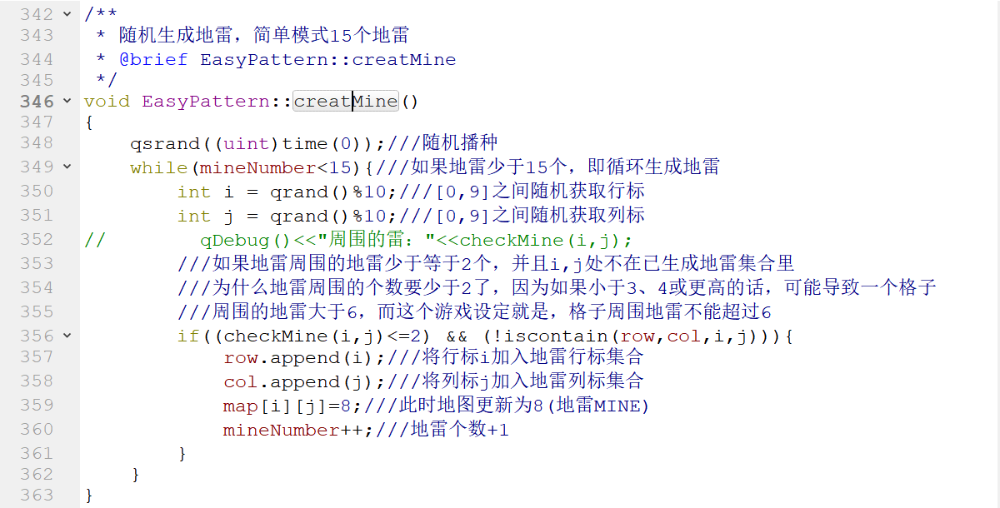 342 /**
343  * 随机生成地雷，简单模式15个地雷
344  * @brief EasyPattern::creatMine
345  */
346 void EasyPattern::creatMine()
347 {
348     qsrand((uint)time(0));///随机播种
349     while(mineNumber<15){///如果地雷少于15个，即循环生成地雷
350         int i = qrand()%10;///[0,9]之间随机获取行标
351         int j = qrand()%10;///[0,9]之间随机获取列标
352 //        qDebug()<<"周围的雷："<<checkMine(i,j);
353         ///如果地雷周围的地雷少于等于2个，并且i,j处不在已生成地雷集合里
354         ///为什么地雷周围的个数要少于2了，因为如果小于3、4或更高的话，可能导致一个格子
355         ///周围的地雷大于6，而这个游戏设定就是，格子周围地雷不能超过6
356         if((checkMine(i,j)<=2) && (!iscontain(row,col,i,j))){
357             row.append(i);///将行标i加入地雷行标集合
358             col.append(j);///将列标j加入地雷列标集合
359             map[i][j]=8;///此时地图更新为8(地雷MINE)
360             mineNumber++;///地雷个数+1
361         }
362     }
363 }